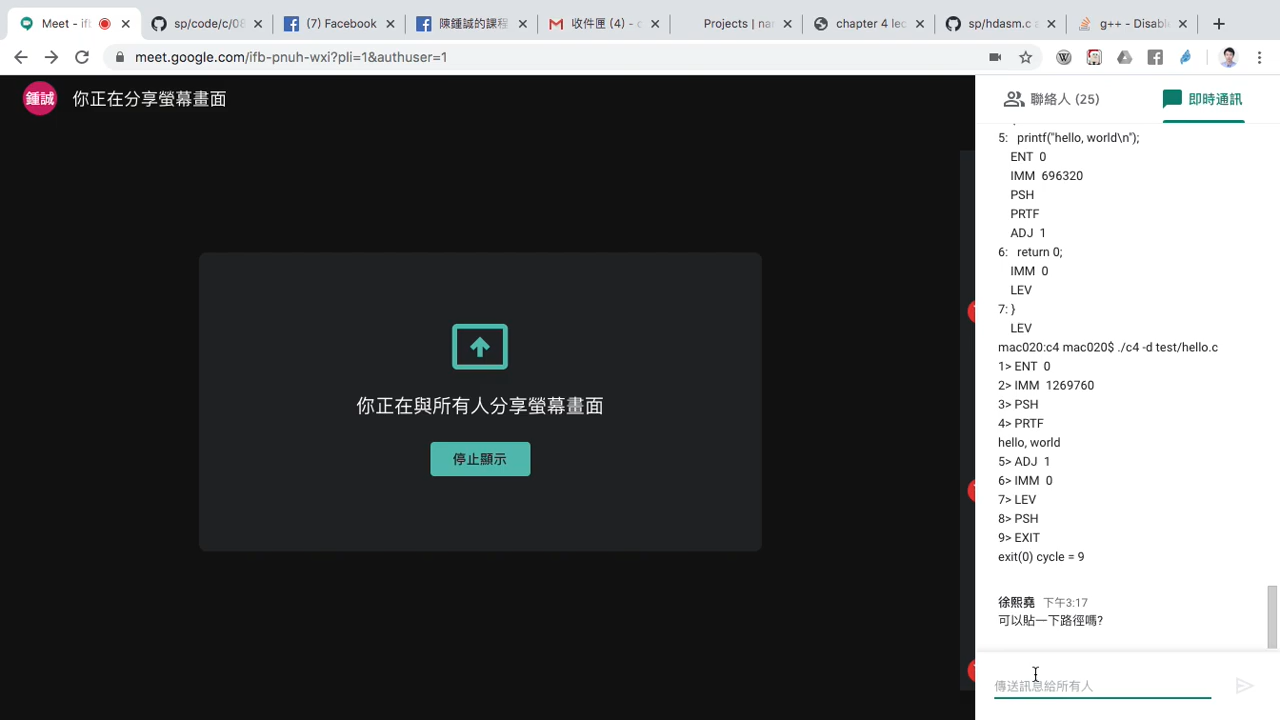 Meet - ifb
sp/code/c/08
(7) Facebook
陳鍾誠的課程
收件匣 (4) - c
Projects | nan
chapter 4 lec
sp/hdasm.c a
g++ - Disabl
meet.google.com/ifb-pnuh-wxi?pli=1&authuser=1
鍾誠
你正在分享螢幕畫面
聯絡人 (25)
即時通訊
5: printf("hello, world\n");
ENT 0
IMM 696320
PSH
PRTF
ADJ 1
6: return 0;
IMM 0
LEV
7: }
LEV
mac020:c4 mac020$ ./c4 -d test/hello.c
1> ENT 0
2> IMM 1269760
3> PSH
4> PRTF
hello, world
5> ADJ 1
6> IMM 0
7> LEV
8> PSH
9> EXIT
exit(0) cycle = 9
徐熙堯 下午3:17
可以貼一下路徑嗎?
你正在與所有人分享螢幕畫面
停止顯示
傳送訊息給所有人